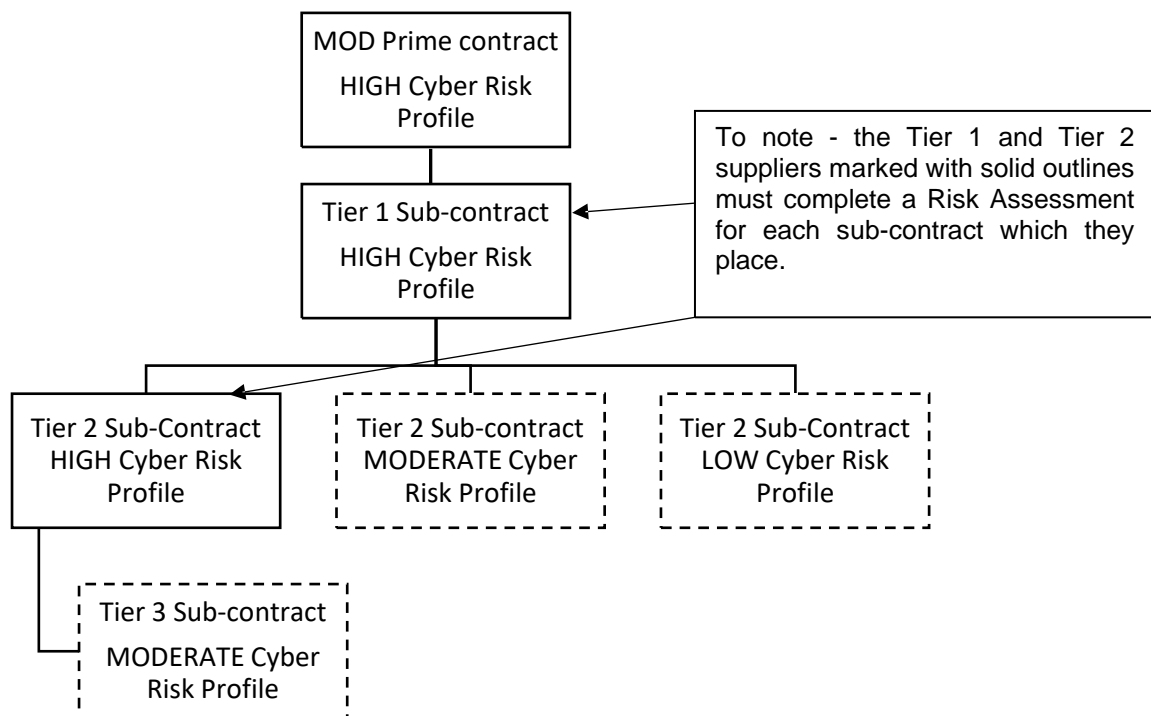 MOD Prime contract
HIGH Cyber Risk
Profile
To note - the Tier 1 and Tier 2
suppliers marked with solid outlines
must complete a Risk Assessment
for each sub-contract which they
place.
Tier 1 Sub-contract
HIGH Cyber Risk
Profile
Tier 2 Sub-Contract
HIGH Cyber Risk
Profile
Tier 2 Sub-contract
MODERATE Cyber
Risk Profile
Tier 2 Sub-Contract
LOW Cyber Risk
Profile
Tier 3 Sub-contract
MODERATE Cyber
Risk Profile